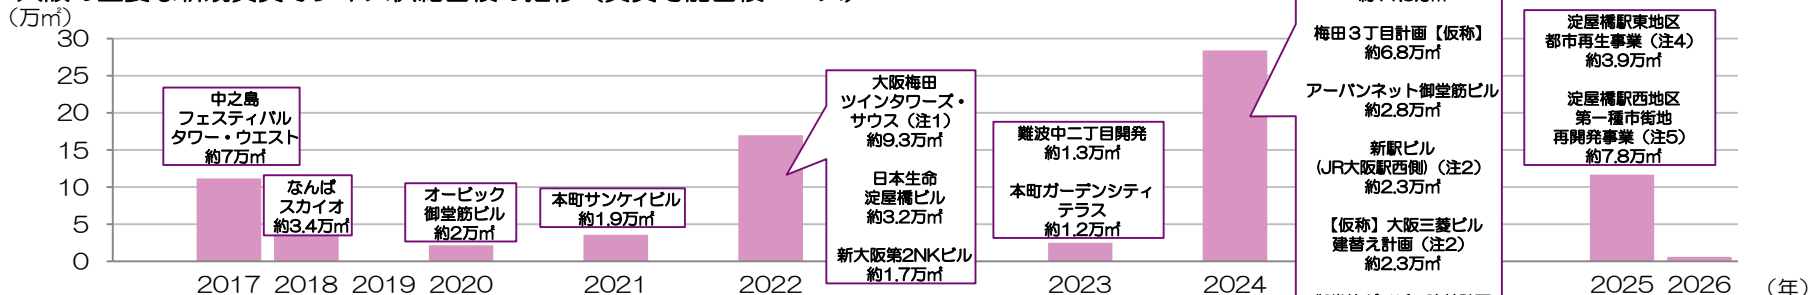 （万㎡）
30
25
20
15
10
5
0
中之島
フェスティバル
タワー・ウエスト
約7万㎡
なんば
スカイオ
約3.4万㎡
オービック
御堂筋ビル
約2万㎡
本町サンケイビル
約1.9万㎡
大阪梅田
ツインタワーズ・
サウス（注1）
約9.3万㎡
日本生命
淀屋橋ビル
約3.2万㎡
新大阪第2NKビル
約1.7万㎡
難波中二丁目開発
約1.3万㎡
本町ガーデンシティ
テラス
約1.2万㎡
梅田３丁目計画【仮称】
約6.8万㎡
アーバンネット御堂筋ビル
約2.8万㎡
新駅ビル
(JR大阪駅西側)（注2）
約2.3万㎡
【仮称】大阪三菱ビル
建替え計画（注2）
約2.3万㎡
淀屋橋駅東地区
都市再生事業（注4）
約3.9万㎡
淀屋橋駅西地区
第一種市街地
再開発事業（注5）
約7.8万㎡
2017 2018 2019 2020 2021 2022 2023 2024 2025 2026 （年）